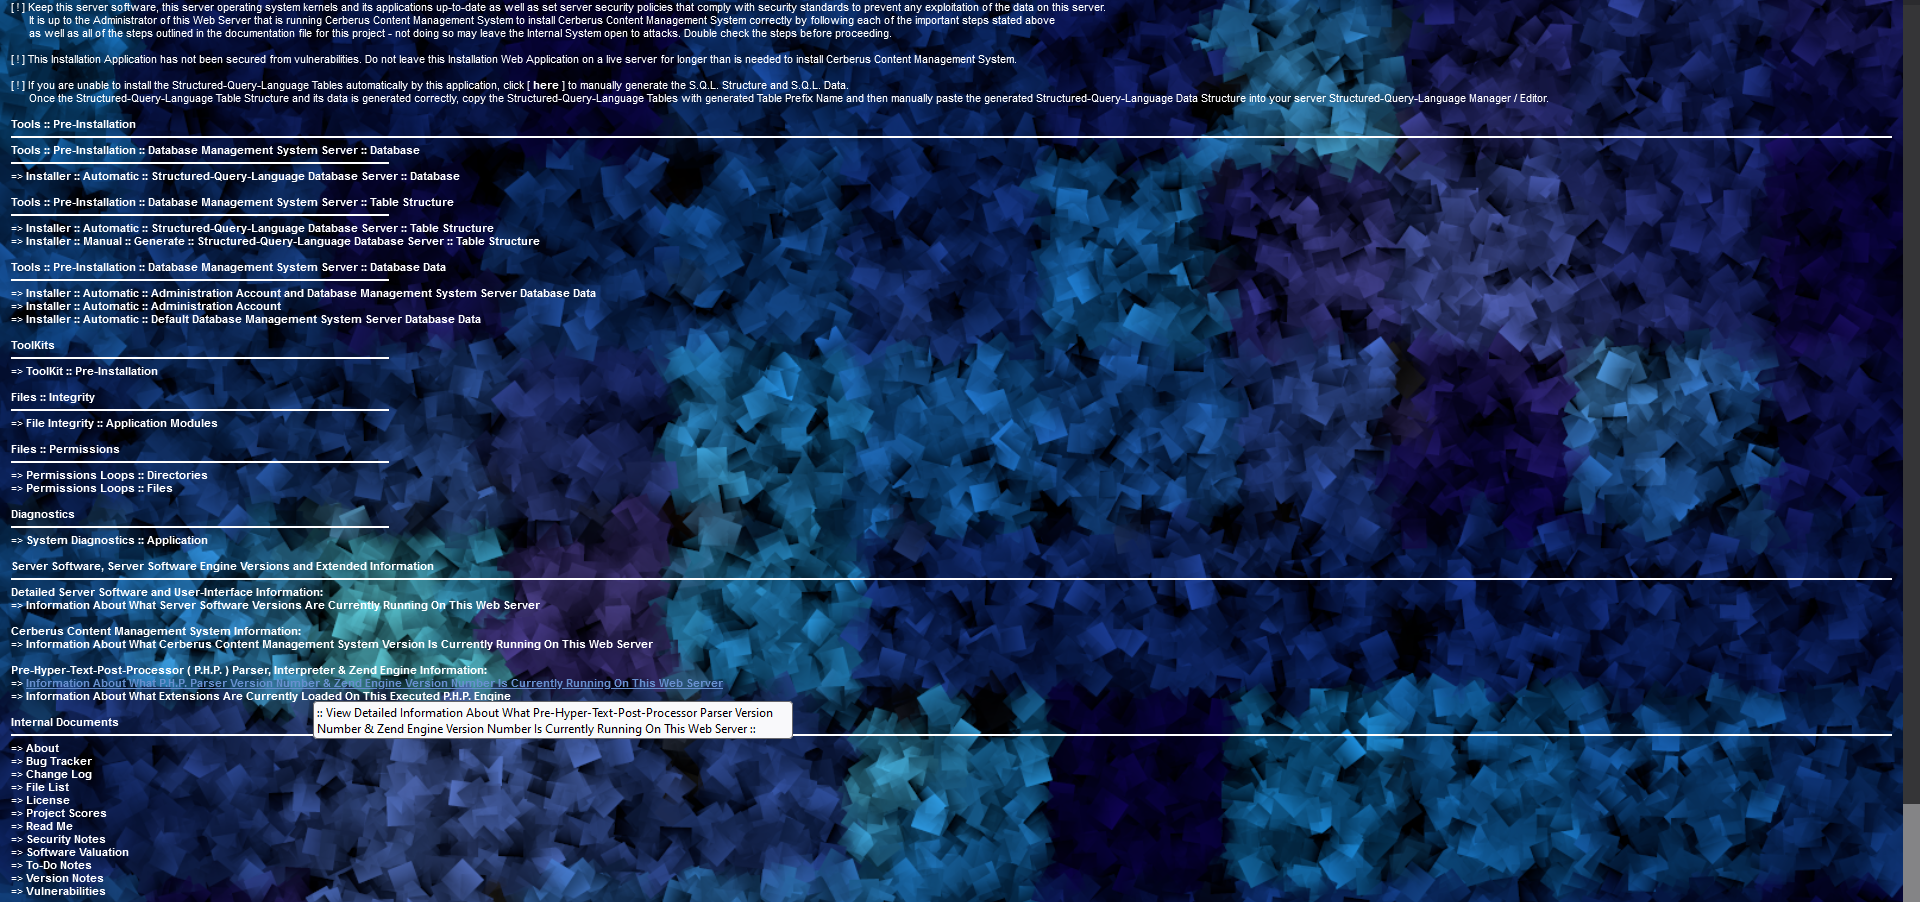 [ ! ] Keep this server software, this server operating system kernels and its applications up-to-date as well as set server security policies that comply with security standards to prevent any exploitation of the data on this server.
It is up to the Administrator of this Web Server that is running Cerberus Content Management System to install Cerberus Content Management System correctly by following each of the important steps stated above
as well as all of the steps outlined in the documentation file for this project - not doing so may leave the Internal System open to attacks. Double check the steps before proceeding.
[ ! ] This Installation Application has not been secured from vulnerabilities. Do not leave this Installation Web Application on a live server for longer than is needed to install Cerberus Content Management System.
[ ! ] If you are unable to install the Structured-Query-Language Tables automatically by this application, click [ here ] to manually generate the S.Q.L. Structure and S.Q.L. Data.
Once the Structured-Query-Language Table Structure and its data is generated correctly, copy the Structured-Query-Language Tables with generated Table Prefix Name and then manually paste the generated Structured-Query-Language Data Structure into your server Structured-Query-Language Manager / Editor.
Tools :: Pre-Installation
Tools :: Pre-Installation :: Database Management System Server :: Database
=> Installer :: Automatic :: Structured-Query-Language Database Server :: Database
Tools :: Pre-Installation :: Database Management System Server :: Table Structure
=> Installer :: Automatic :: Structured-Query-Language Database Server :: Table Structure
=> Installer :: Manual :: Generate :: Structured-Query-Language Database Server :: Table Structure
Tools :: Pre-Installation :: Database Management System Server :: Database Data
=> Installer :: Automatic :: Administration Account and Database Management System Server Database Data
=> Installer :: Automatic :: Administration Account
=> Installer :: Automatic :: Default Database Management System Server Database Data
ToolKits
=> ToolKit :: Pre-Installation
Files :: Integrity
=> File Integrity :: Application Modules
Files :: Permissions
=> Permissions Loops :: Directories
=> Permissions Loops :: Files
Diagnostics
=> System Diagnostics :: Application
Server Software, Server Software Engine Versions and Extended Information
Detailed Server Software and User-Interface Information:
=> Information About What Server Software Versions Are Currently Running On This Web Server
Cerberus Content Management System Information:
=> Information About What Cerberus Content Management System Version Is Currently Running On This Web Server
Pre-Hyper-Text-Post-Processor ( P.H.P. ) Parser, Interpreter & Zend Engine Information:
=> Information About What P.H.P. Parser Version Number & Zend Engine Version Number Is Currently Running On This Web Server
=> Information About What Extensions Are Currently Loaded On This Executed P.H.P. Engine
:: View Detailed Information About What Pre-Hyper-Text-Post-Processor Parser Version
Number & Zend Engine Version Number Is Currently Running On This Web Server ::
Internal Documents
=> About
=> Bug Tracker
=> Change Log
=> File List
=> License
=> Project Scores
=> Read Me
=> Security Notes
=> Software Valuation
=> To-Do Notes
=> Version Notes
=> Vulnerabilities